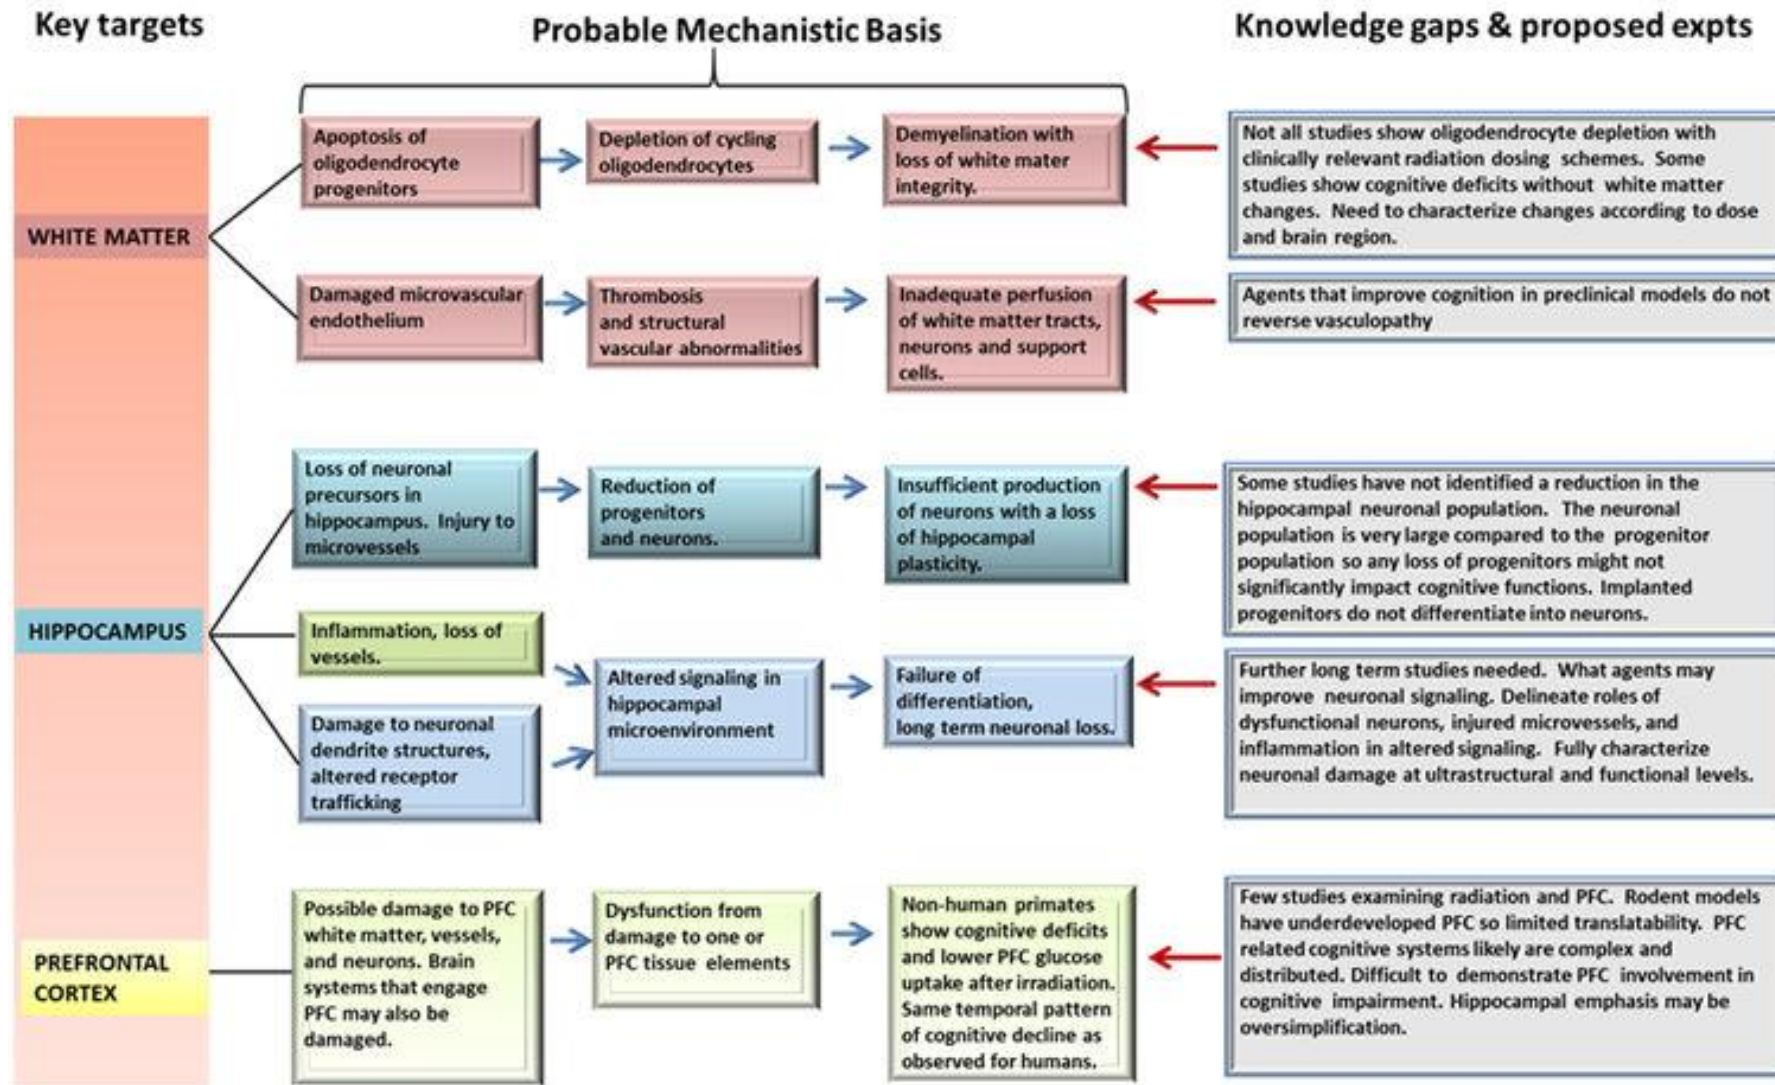 Key targets
Probable Mechanistic Basis
Knowledge gaps & proposed expts
WHITE MATTER
Apoptosis of
oligodendrocyte
progenitors
Depletion of cycling
oligodendrocytes
Demyelination with
loss of white mater
integrity.
Not all studies show oligodendrocyte depletion with
clinically relevant radiation dosing schemes. Some
studies show cognitive deficits without white matter
changes. Need to characterize changes according to dose
and brain region.
Damaged microvascular
endothelium
Thrombosis
and structural
vascular abnormalities
Inadequate perfusion
of white matter tracts,
neurons and support
cells.
Agents that improve cognition in preclinical models do not
reverse vasculopathy
HIPPOCAMPUS
Loss of neuronal
precursors in
hippocampus. Injury to
microvessels
Reduction of
progenitors
and neurons.
Insufficient production
of neurons with a loss
of hippocampal
plasticity.
Some studies have not identified a reduction in the
hippocampal neuronal population. The neuronal
population is very large compared to the progenitor
population so any loss of progenitors might not
significantly impact cognitive functions. Implanted
progenitors do not differentiate into neurons.
Inflammation, loss of
vessels.
Damage to neuronal
dendrite structures,
altered receptor
trafficking
Altered signaling in
hippocampal
microenvironment
Failure of
differentiation,
long term neuronal loss.
Further long term studies needed. What agents may
improve neuronal signaling. Delineate roles of
dysfunctional neurons, injured microvessels, and
inflammation in altered signaling. Fully characterize
neuronal damage at ultrastructural and functional levels.
PREFRONTAL
CORTEX
Possible damage to PFC
white matter, vessels,
and neurons. Brain
systems that engage
PFC may also be
damaged.
Dysfunction from
damage to one or
PFC tissue elements
Non-human primates
show cognitive deficits
and lower PFC glucose
uptake after irradiation.
Same temporal pattern
of cognitive decline as
observed for humans.
Few studies examining radiation and PFC. Rodent models
have underdeveloped PFC so limited translatability. PFC
related cognitive systems likely are complex and
distributed. Difficult to demonstrate PFC involvement in
cognitive impairment. Hippocampal emphasis may be
oversimplification.